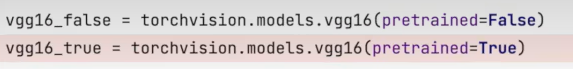 vgg16_false = torchvision.models.vgg16(pretrained=False)
vgg16_true = torchvision.models.vgg16(pretrained=True)